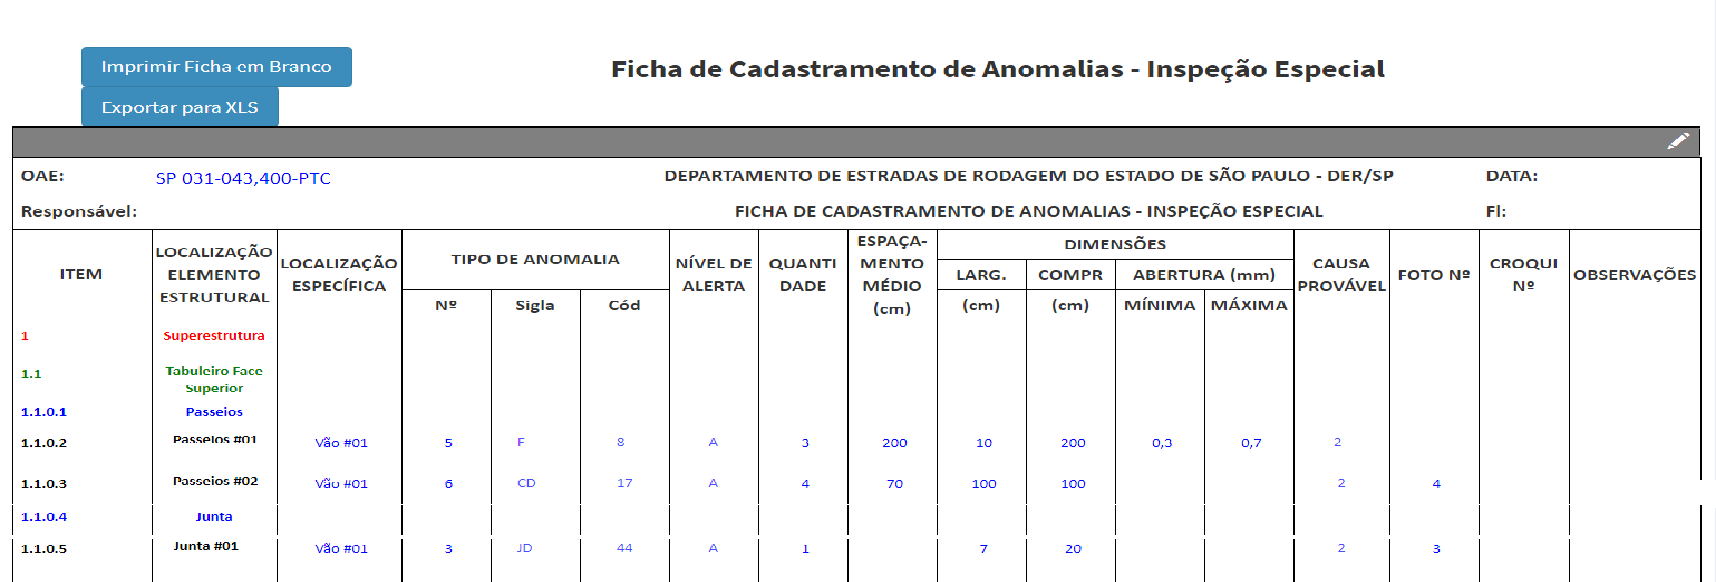 Imprimir Ficha em Branco
Ficha de Cadastramento de Anomalias - Inspeção Especial
Exportar para XLS
OAE: SP 031-043,400-PTC DEPARTAMENTO DE ESTRADAS DE RODAGEM DO ESTADO DE SÃO PAULO - DER/SP DATA:
Responsável: FICHA DE CADASTRAMENTO DE ANOMALIAS - INSPEÇÃO ESPECIAL Fl:
ITEM
LOCALIZAÇÃO
ELEMENTO
ESTRUTURAL
LOCALIZAÇÃO
ESPECÍFICA
TIPO DE ANOMALIA
Nº Sigla Cód
NÍVEL DE
ALERTA
QUANTI
DADE
ESPAÇA-
MENTO
MÉDIO
(cm)
DIMENSÕES
LARG. COMPR ABERTURA (mm)
(cm) (cm) MÍNIMA MÁXIMA
CAUSA
PROVÁVEL
FOTO Nº
CROQUI
Nº
OBSERVAÇÕES
1 Superestrutura
1.1 Tabuleiro Face
Superior
1.1.0.1 Passeios
1.1.0.2 Passeios #01 Vão #01 5 F 8 A 3 200 10 200 0,3 0,7 2
1.1.0.3 Passeios #02 Vão #01 6 CD 17 A 4 70 100 100 2 4
1.1.0.4 Junta
1.1.0.5 Junta #01 Vão #01 3 JD 44 A 1 7 20 2 3